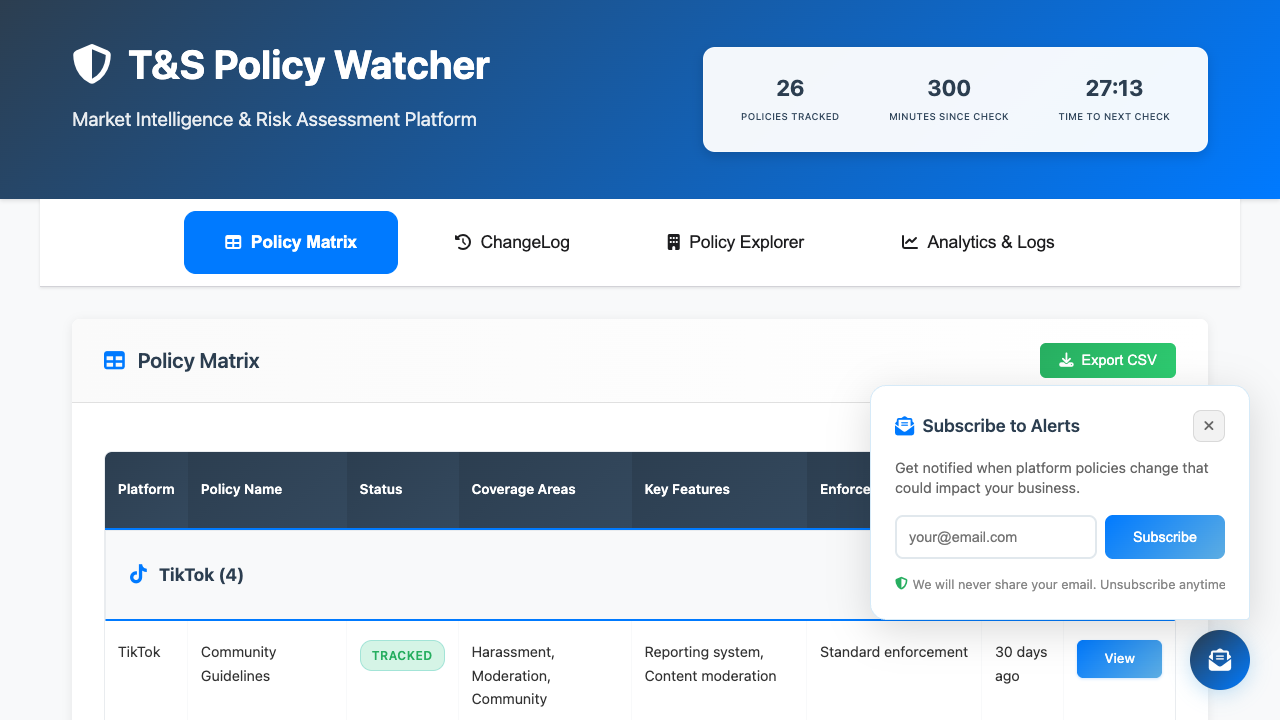 T&S Policy Watcher
Market Intelligence & Risk Assessment Platform
26
POLICIES TRACKED
300
MINUTES SINCE CHECK
27:13
TIME TO NEXT CHECK
Policy Matrix
ChangeLog
Policy Explorer
Analytics & Logs
Policy Matrix
Export CSV
Subscribe to Alerts
Get notified when platform policies change that
could impact your business.
your@email.com
Subscribe
We will never share your email. Unsubscribe anytime
Platform
Policy Name
Status
Coverage Areas
Key Features
Enforce
TikTok (4)
TikTok
Community
Guidelines
TRACKED
Harassment,
Moderation,
Community
Reporting system,
Content moderation
Standard enforcement
30 days
ago
View